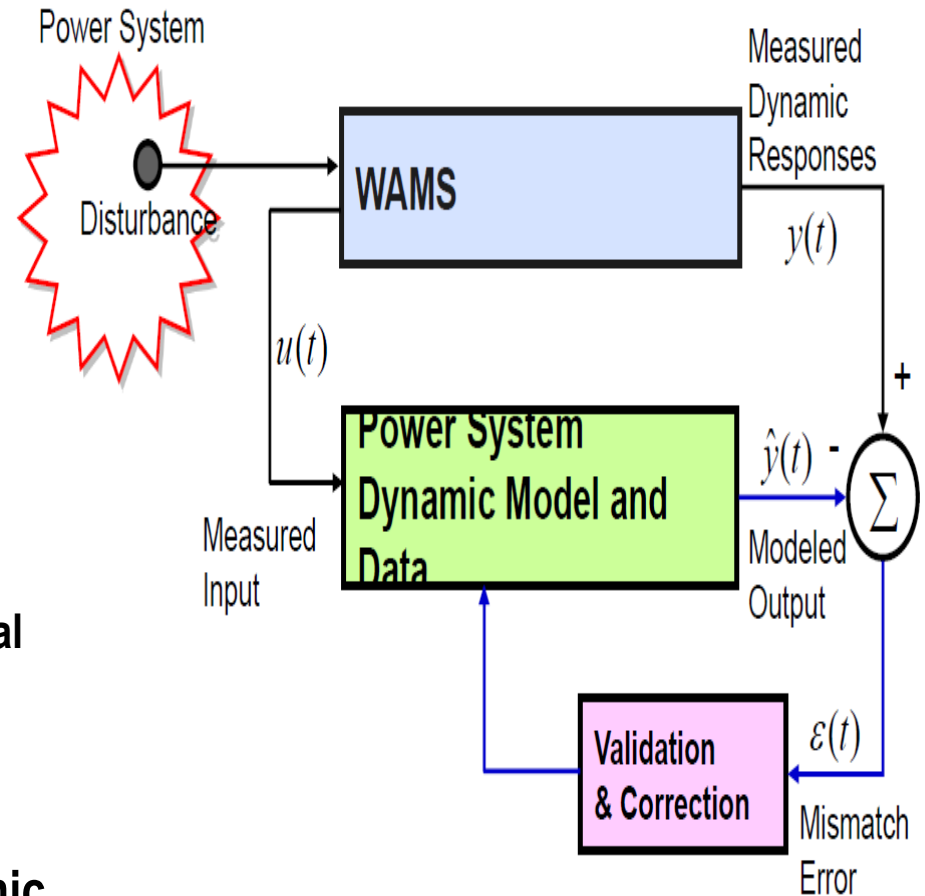 Power System
Disturbance
WAMS
Measured
Dynamic
Responses
y(t)
u(t)
+
Power System
Dynamic Model and
Data
ŷ(t) -
∑
Measured
Input
Modeled
Output
al
Validation
& Correction
ε(t)
Mismatch
Error
nic